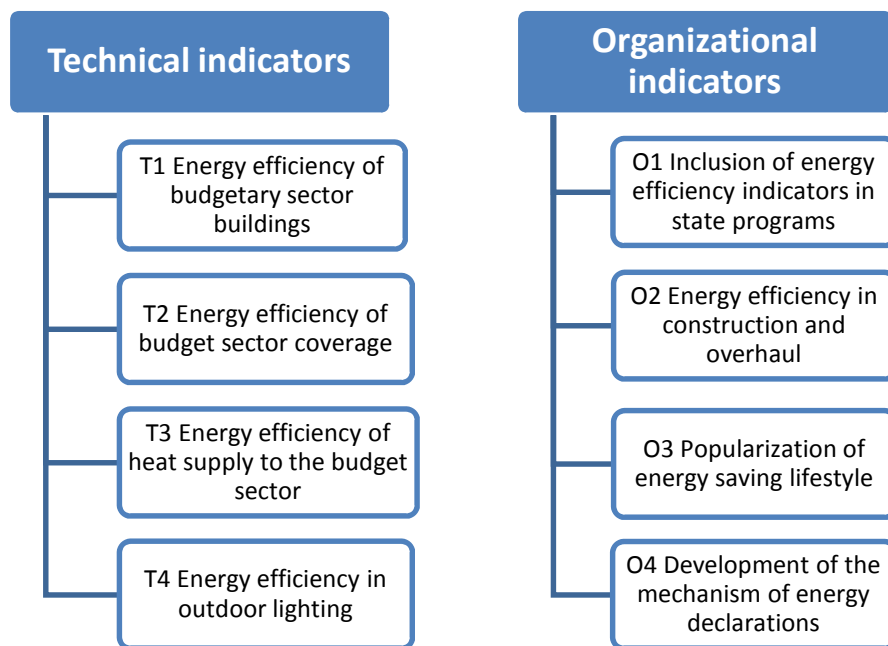 Technical indicators
T1 Energy efficiency of
budgetary sector
buildings
T2 Energy efficiency of
budget sector coverage
T3 Energy efficiency of
heat supply to the budget
sector
T4 Energy efficiency in
outdoor lighting
Organizational
indicators
O1 Inclusion of energy
efficiency indicators in
state programs
O2 Energy efficiency in
construction and
overhaul
O3 Popularization of
energy saving lifestyle
O4 Development of the
mechanism of energy
declarations